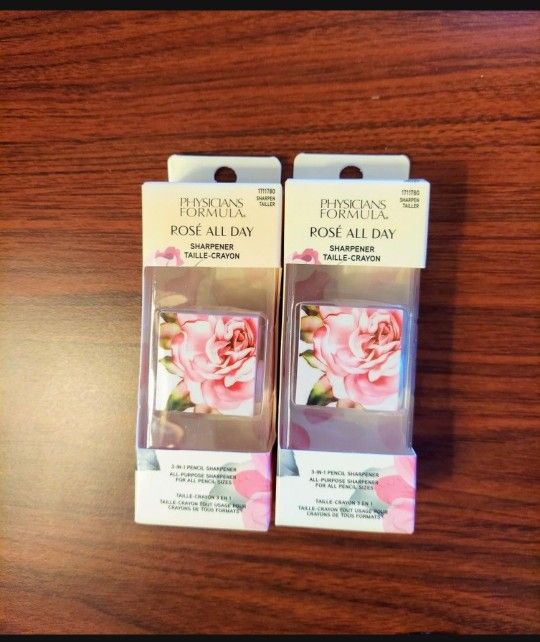 1711780
SHARPEN
TAILLER
PHYSICIANS
FORMULA®
ROSÉ ALL DAY
SHARPENER
TAILLE-CRAYON
3-IN-1 PENCIL SHARPENER
ALL-PURPOSE SHARPENER
FOR ALL PENCIL SIZES
TAILLE-CRAYON 3 EN 1
TAILLE-CRAYON TOUT USAGE POUR
CRAYONS DE TOUS FORMATS
1711780
SHARPEN
TAILLER
PHYSICIANS
FORMULA®
ROSÉ ALL DAY
SHARPENER
TAILLE-CRAYON
3-IN-1 PENCIL SHARPENER
ALL-PURPOSE SHARPENER
FOR ALL PENCIL SIZES
TAILLE-CRAYON 3 EN 1
TAILLE-CRAYON TOUT USAGE POUR
CRAYONS DE TOUS FORMATS